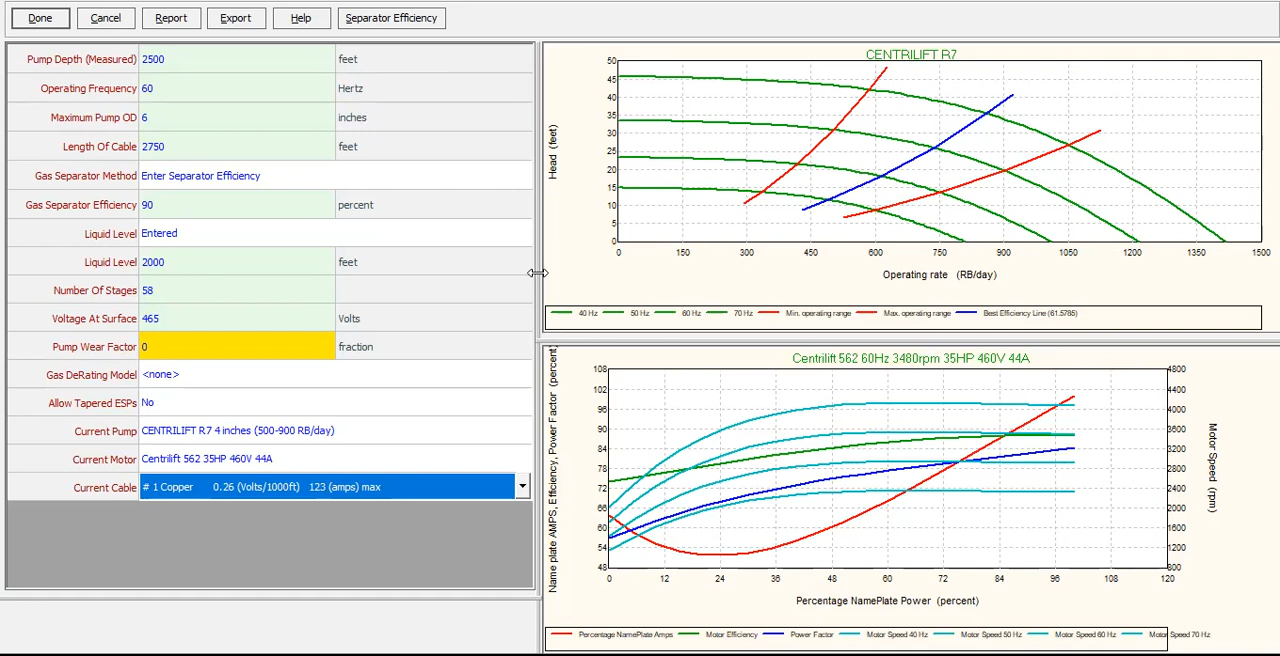 Done Cancel Report Export Help Separator Efficiency
Pump Depth (Measured) 2500 feet
Operating Frequency 60 Hertz
Maximum Pump OD 6 inches
Length Of Cable 2750 feet
Gas Separator Method Enter Separator Efficiency
Gas Separator Efficiency 90 percent
Liquid Level Entered
Liquid Level 2000 feet
Number Of Stages 58
Voltage At Surface 465 Volts
Pump Wear Factor 0 fraction
Gas DeRating Model <none>
Allow Tapered ESPs No
Current Pump CENTRILIFT R7 4 inches (500-900 RB/day)
Current Motor Centrilift 562 35HP 460V 44A
Current Cable # 1 Copper 0.26 (Volts/1000ft) 123 (amps) max
CENTRILIFT R7
Head (feet)
50
45
40
35
30
25
20
15
10
5
0
0 150 300 450 600 750 900 1050 1200 1350 1500
Operating rate (RB/day)
40 Hz 50 Hz 60 Hz 70 Hz Min. operating range Max. operating range Best Efficiency Line (61.5785)
Centrilift 562 60Hz 3480rpm 35HP 460V 44A
Name plate AMPS, Efficiency, Power Factor (percent)
108
102
96
90
84
78
72
66
60
54
48
4800
4400
4000
3600
3200
2800
2400
2000
1600
1200
800
Motor Speed (rpm)
0 12 24 36 48 60 72 84 96 108 120
Percentage NamePlate Power (percent)
Percentage NamePlate Amps Motor Efficiency Power Factor Motor Speed 40 Hz Motor Speed 50 Hz Motor Speed 60 Hz Motor Speed 70 Hz